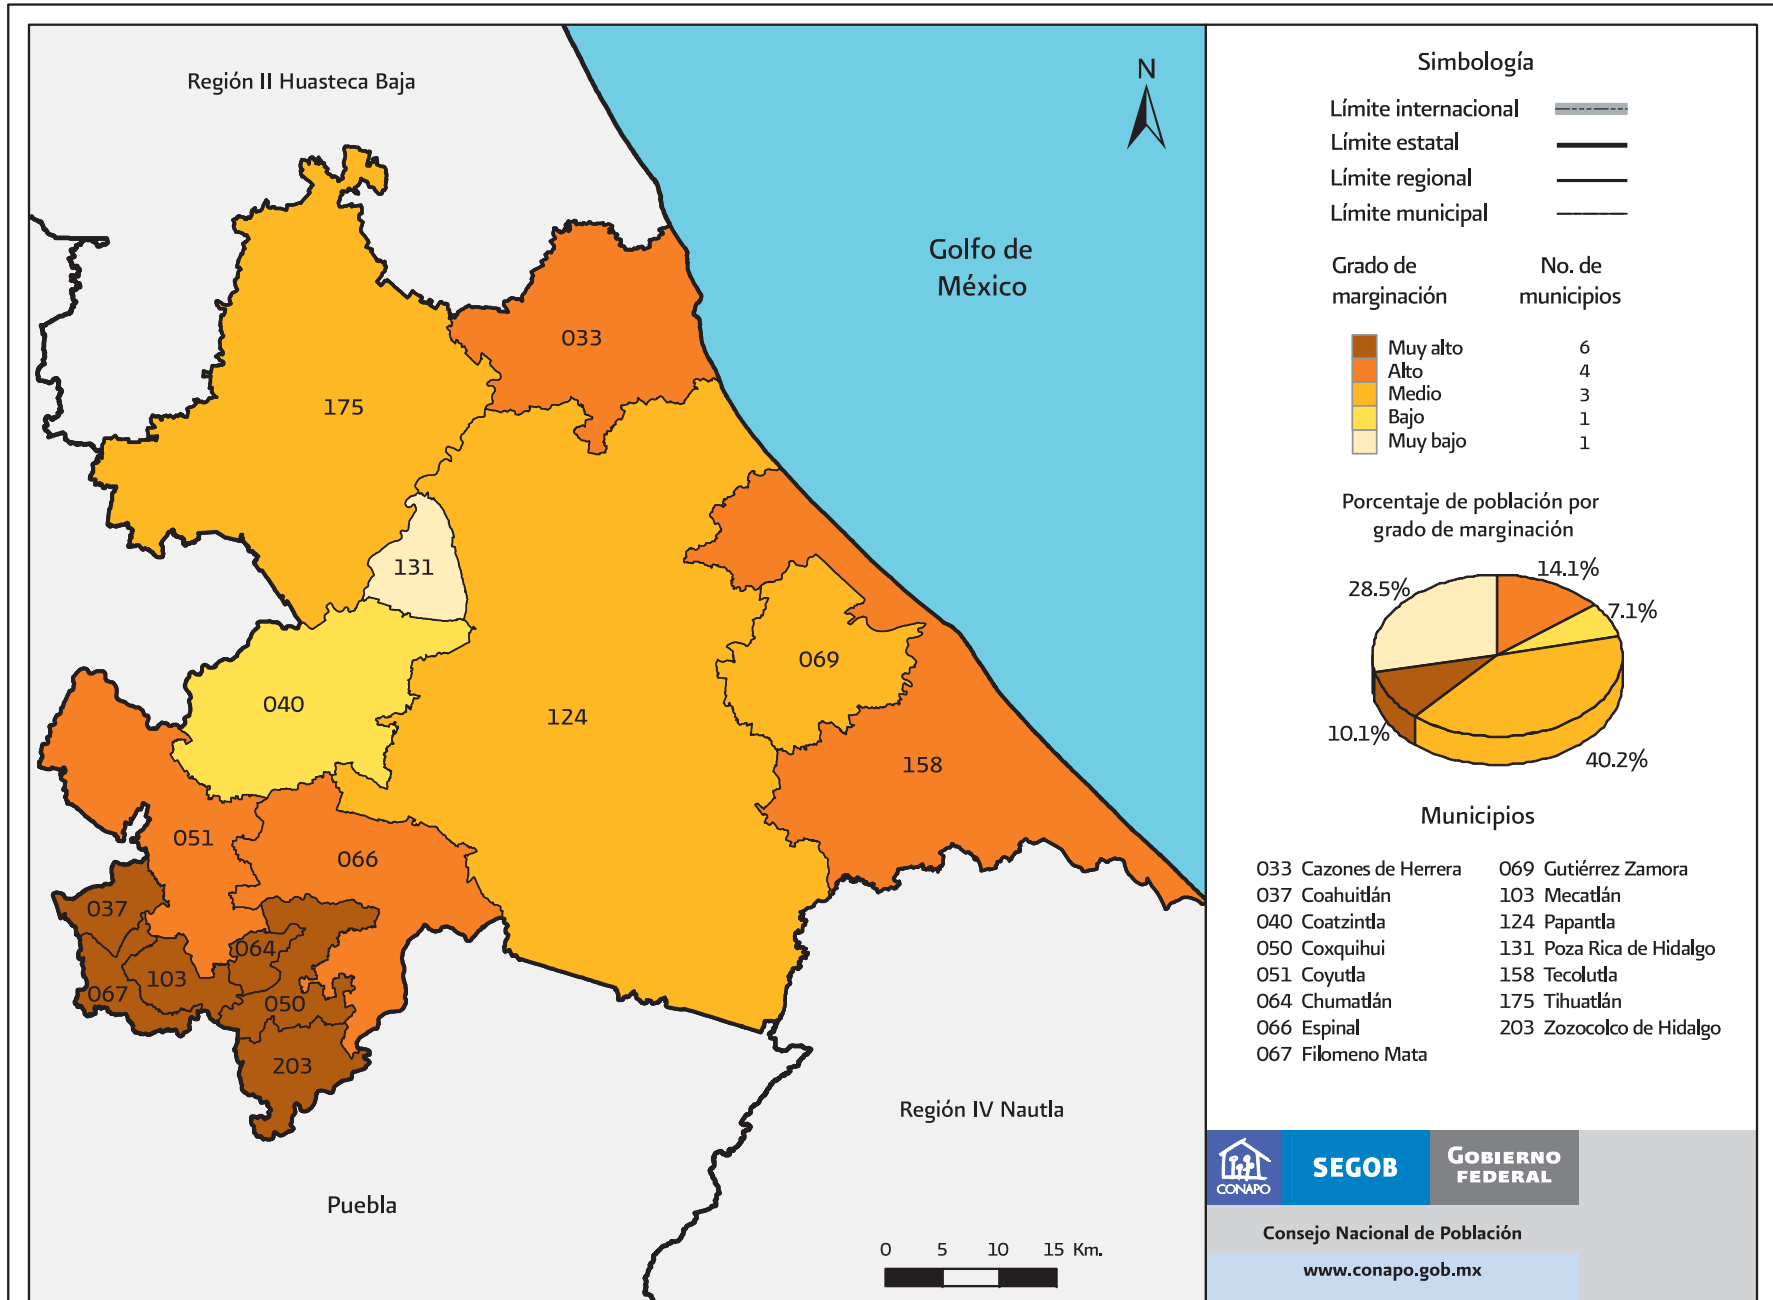 Región II Huasteca Baja
N
Golfo de
México
033
175
131
069
040
124
158
051
066
037
064
103
067
050
203
Región IV Nautla
Puebla
0 5 10 15 Km.
Simbología
Límite internacional
Límite estatal
Límite regional
Límite municipal
Grado de
marginación
No. de
municipios
Muy alto 6
Alto 4
Medio 3
Bajo 1
Muy bajo 1
Porcentaje de población por
grado de marginación
14.1%
28.5%
7.1%
10.1%
40.2%
Municipios
033 Cazones de Herrera
037 Coahuitlán
040 Coatzintla
050 Coxquihui
051 Coyutla
064 Chumatlán
066 Espinal
067 Filomeno Mata
069 Gutiérrez Zamora
103 Mecatlán
124 Papantla
131 Poza Rica de Hidalgo
158 Tecolutla
175 Tihuatlán
203 Zozocolco de Hidalgo
CONAPO
SEGOB
GOBIERNO
FEDERAL
Consejo Nacional de Población
www.conapo.gob.mx